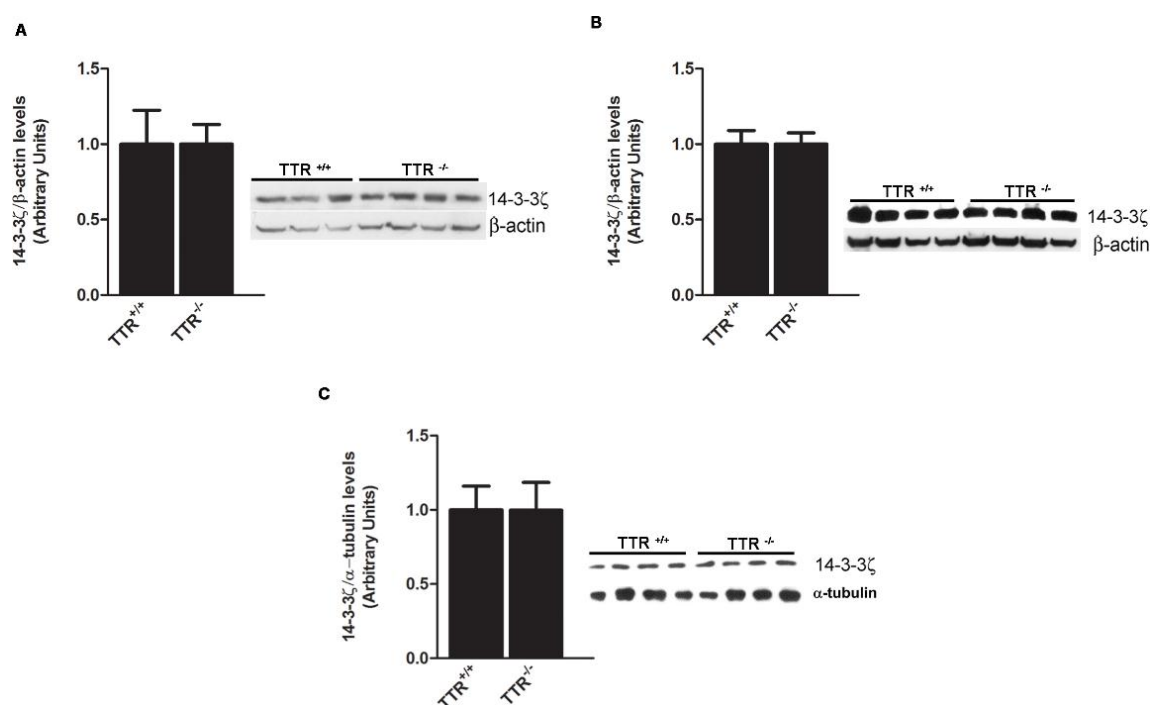 A
14-3-3ζ/β-actin levels
(Arbitrary Units)
1.5
1.0
0.5
0.0
TTR+/+
TTR-/-
TTR +/+
TTR -/-
14-3-3ζ
β-actin
B
14-3-3ζ/β-actin levels
(Arbitrary Units)
1.5
1.0
0.5
0.0
TTR+/+
TTR-/-
TTR +/+
TTR -/-
14-3-3ζ
β-actin
C
14-3-3ζ/α−tubulin levels
(Arbitrary Units)
1.5
1.0
0.5
0.0
TTR+/+
TTR-/-
TTR +/+
TTR -/-
14-3-3ζ
α-tubulin